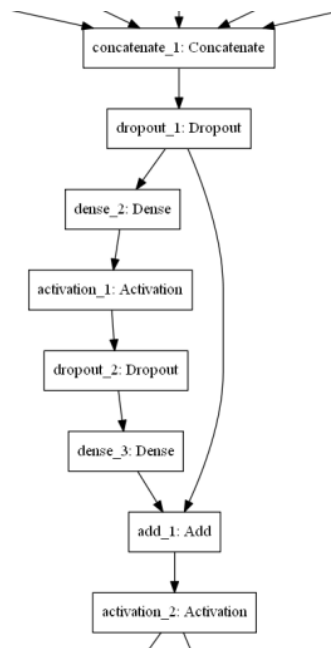 concatenate_1: Concatenate
dropout_1: Dropout
dense_2: Dense
activation_1: Activation
dropout_2: Dropout
dense_3: Dense
add_1: Add
activation_2: Activation